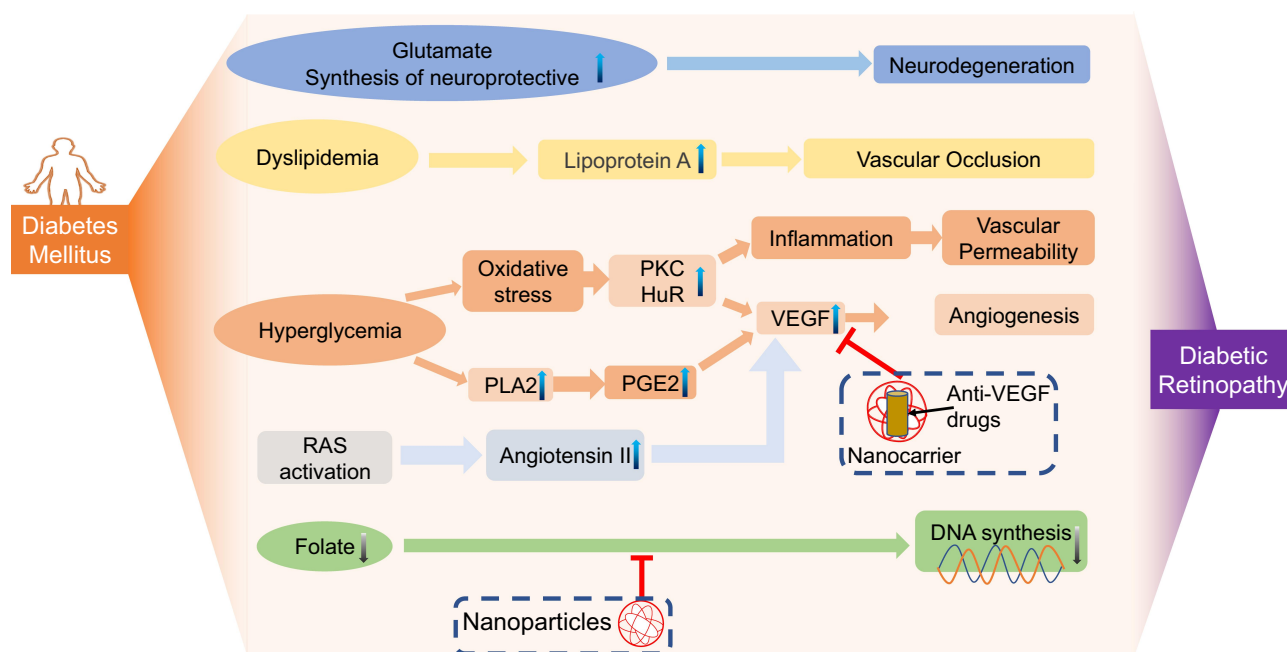 Glutamate
Synthesis of neuroprotective
Neurodegeneration
Dyslipidemia
Lipoprotein A
Vascular Occlusion
Diabetes
Mellitus
Hyperglycemia
Oxidative
stress
PKC
HuR
Inflammation
Vascular
Permeability
VEGF
Angiogenesis
PLA2
PGE2
Diabetic
Retinopathy
Anti-VEGF
drugs
Nanocarrier
RAS
activation
Angiotensin II
Folate
DNA synthesis
Nanoparticles